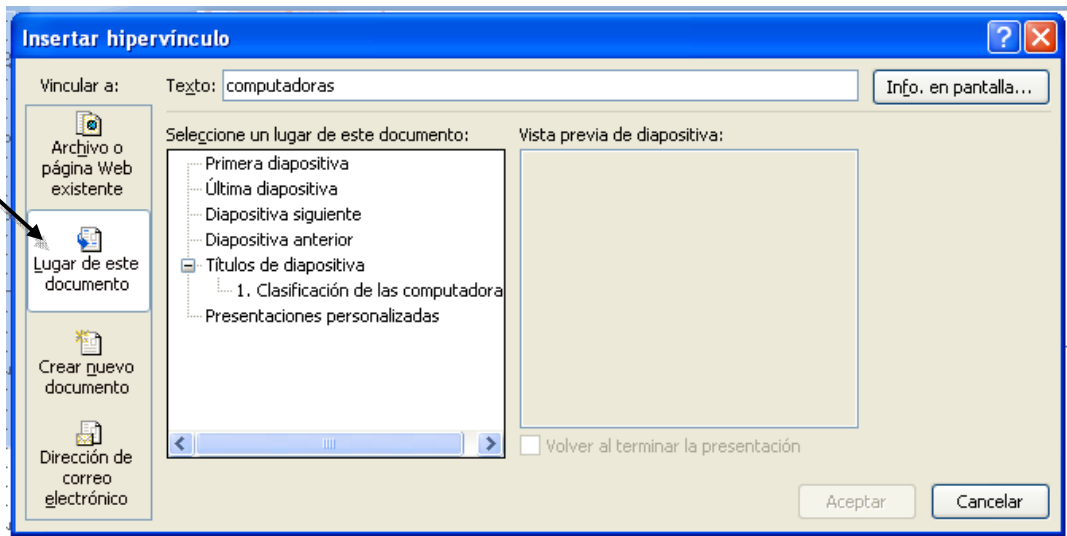 Insertar hipervínculo
Vincular a:
Texto: computadoras
Info. en pantalla...
Archivo o
página Web
existente
Lugar de este
documento
Crear nuevo
documento
Dirección de
correo
electrónico
Seleccione un lugar de este documento:
Primera diapositiva
Última diapositiva
Diapositiva siguiente
Diapositiva anterior
Títulos de diapositiva
1. Clasificación de las computadora
Presentaciones personalizadas
Vista previa de diapositiva:
Volver al terminar la presentación
Aceptar
Cancelar